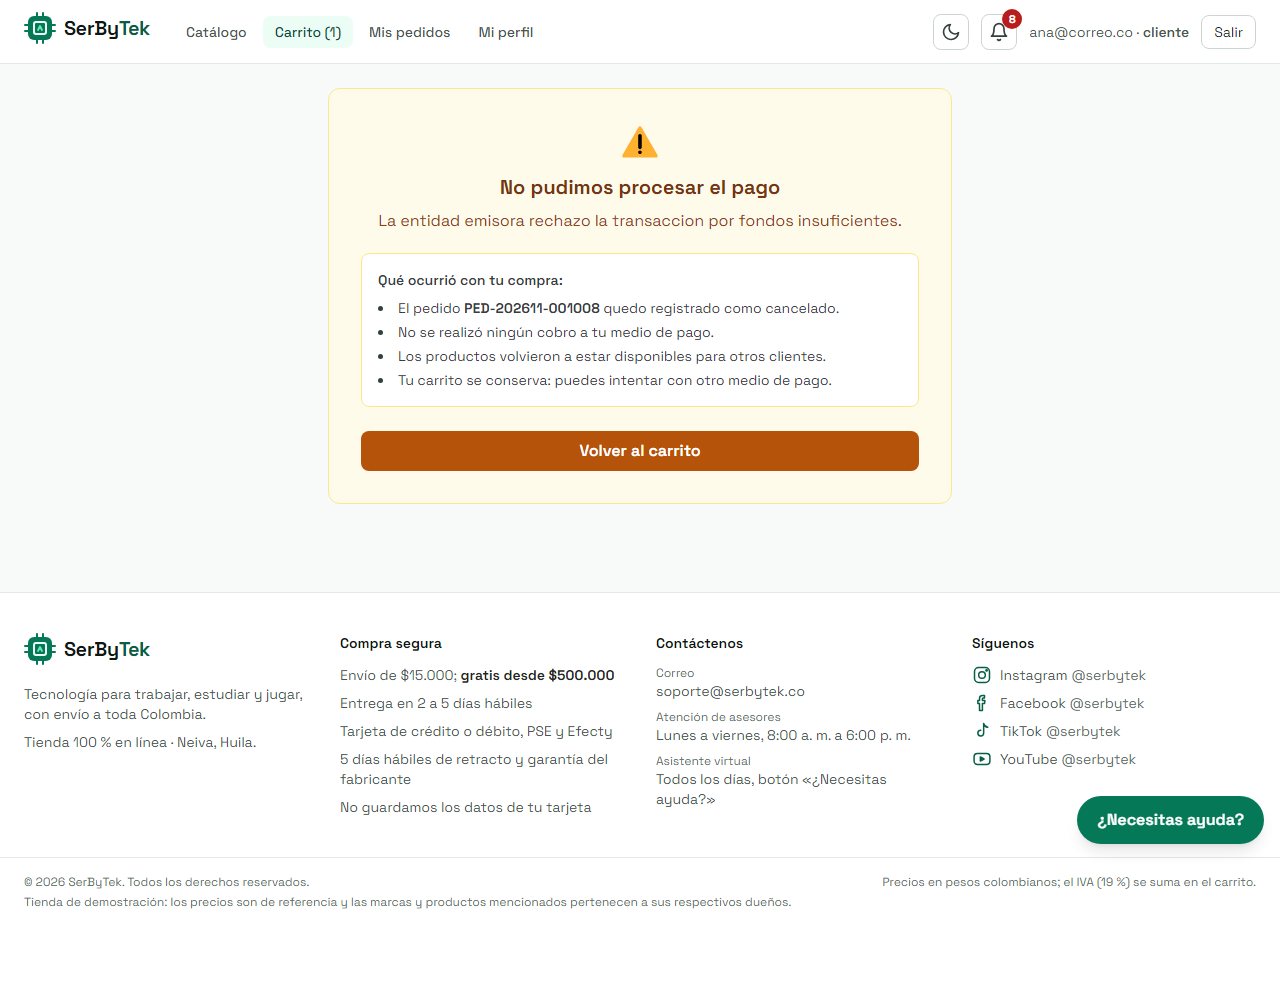 SerByTek
Catálogo
Carrito (1)
Mis pedidos
Mi perfil
8
ana@correo.co · cliente
Salir
No pudimos procesar el pago
La entidad emisora rechazo la transaccion por fondos insuficientes.
Qué ocurrió con tu compra:
• El pedido PED-202611-001008 quedo registrado como cancelado.
• No se realizó ningún cobro a tu medio de pago.
• Los productos volvieron a estar disponibles para otros clientes.
• Tu carrito se conserva: puedes intentar con otro medio de pago.
Volver al carrito
SerByTek
Tecnología para trabajar, estudiar y jugar,
con envío a toda Colombia.
Tienda 100 % en línea · Neiva, Huila.
Compra segura
Envío de $15.000; gratis desde $500.000
Entrega en 2 a 5 días hábiles
Tarjeta de crédito o débito, PSE y Efecty
5 días hábiles de retracto y garantía del
fabricante
No guardamos los datos de tu tarjeta
Contáctenos
Correo
soporte@serbytek.co
Atención de asesores
Lunes a viernes, 8:00 a. m. a 6:00 p. m.
Asistente virtual
Todos los días, botón «¿Necesitas
ayuda?»
Síguenos
Instagram @serbytek
Facebook @serbytek
TikTok @serbytek
YouTube @serbytek
¿Necesitas ayuda?
© 2026 SerByTek. Todos los derechos reservados.
Precios en pesos colombianos; el IVA (19 %) se suma en el carrito.
Tienda de demostración: los precios son de referencia y las marcas y productos mencionados pertenecen a sus respectivos dueños.